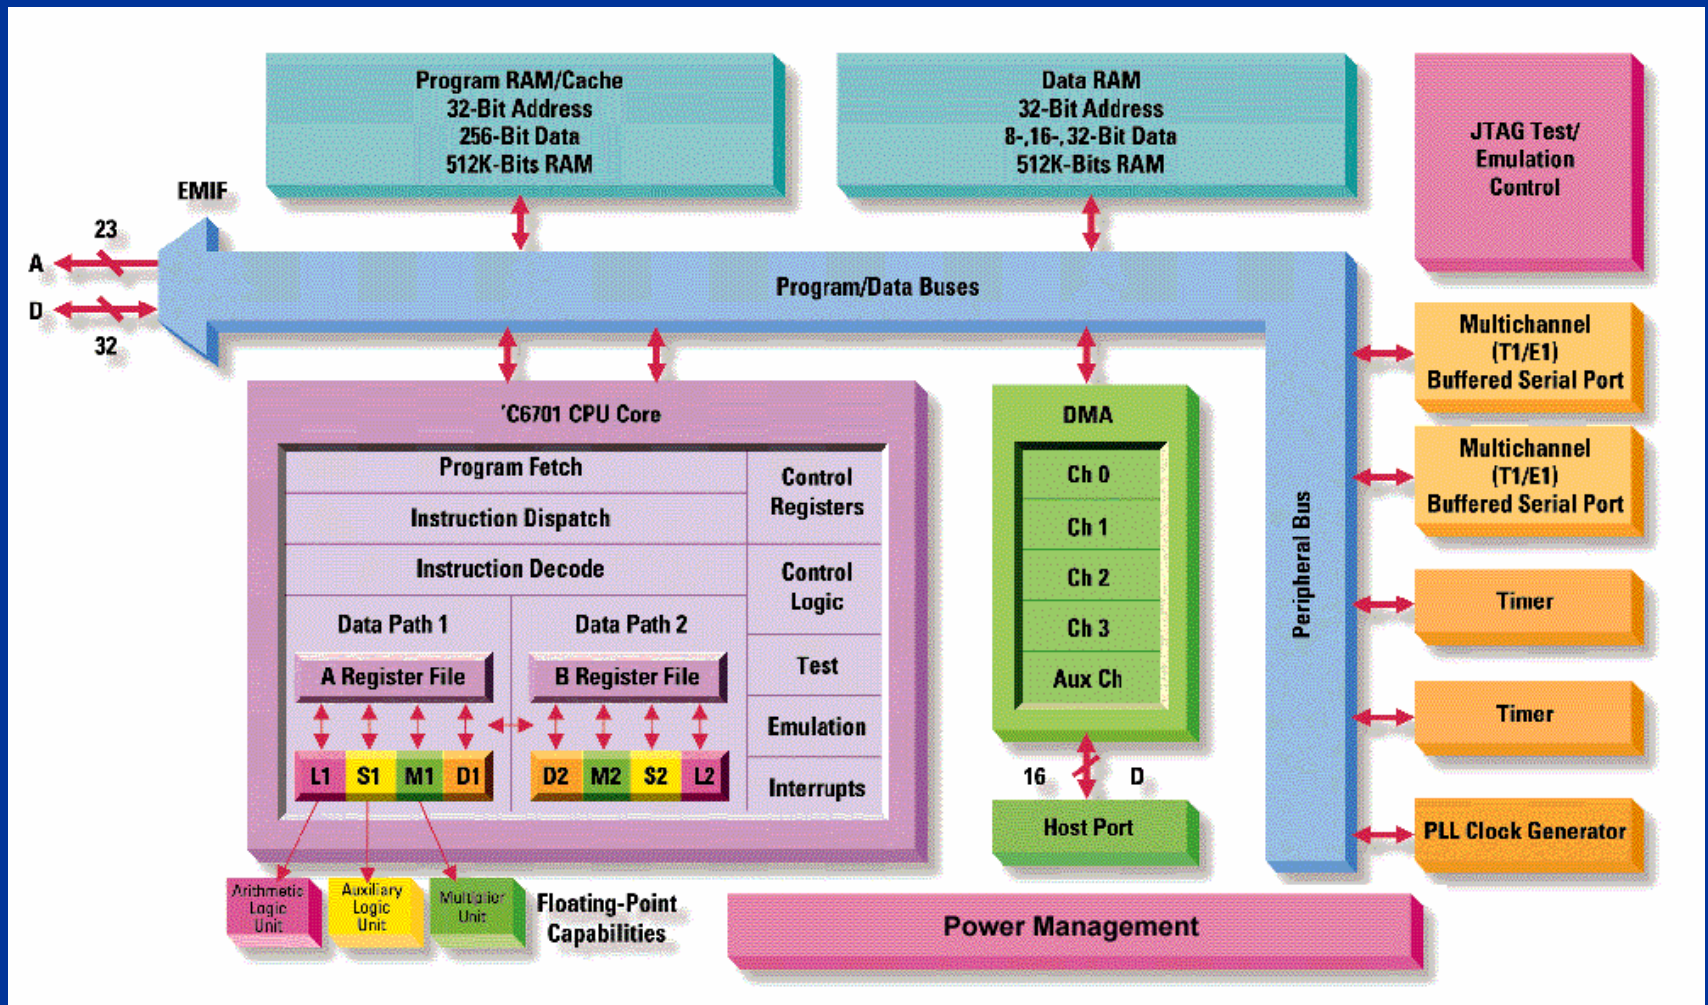 Program RAM/Cache
32-Bit Address
256-Bit Data
512K-Bits RAM
Data RAM
32-Bit Address
8-,16-,32-Bit Data
512K-Bits RAM
JTAG Test/
Emulation
Control
EMIF
23
A
D
32
Program/Data Buses
Multichannel
(T1/E1)
Buffered Serial Port
Multichannel
(T1/E1)
Buffered Serial Port
Timer
Timer
PLL Clock Generator
Peripheral Bus
'C6701 CPU Core
Program Fetch
Instruction Dispatch
Instruction Decode
Data Path 1
Data Path 2
A Register File
B Register File
L1 S1 M1 D1
D2 M2 S2 L2
Control
Registers
Control
Logic
Test
Emulation
Interrupts
DMA
Ch 0
Ch 1
Ch 2
Ch 3
Aux Ch
16 D
Host Port
Arithmetic
Logic
Unit
Auxiliary
Logic
Unit
Multiplier
Unit
Floating-Point
Capabilities
Power Management